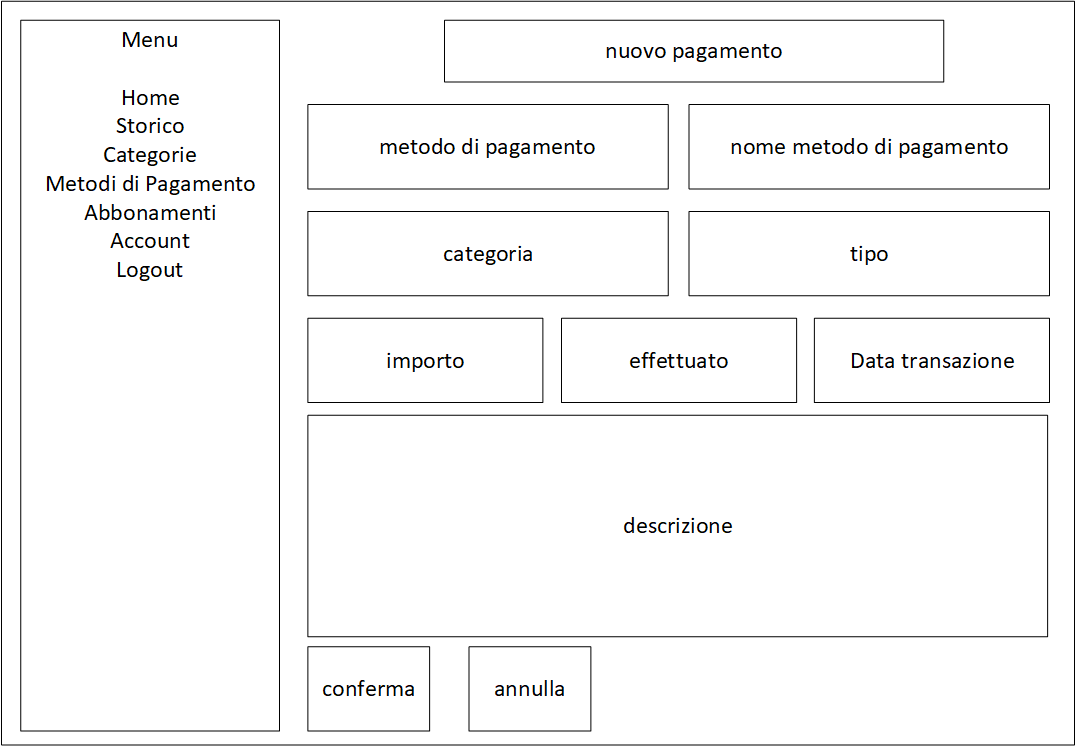 Menu
Home
Storico
Categorie
Metodi di Pagamento
Abbonamenti
Account
Logout
nuovo pagamento
metodo di pagamento
nome metodo di pagamento
categoria
tipo
importo
effettuato
Data transazione
descrizione
conferma
annulla